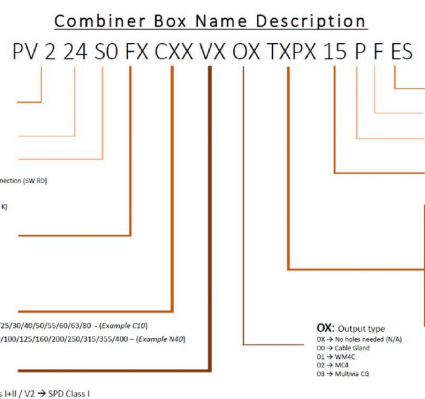 Combiner Box Name Description
PV 2 24 S0 FX CXX VX OX TXPX 15 P F ES
nnection (SW RD)
K)
/25/30/40/50/55/60/63/80 - (Example C10)
/100/125/160/200/250/315/355/400 – (Example N40)
OX: Output type
OX → No holes needed (N/A)
O0 → Cable Gland
O1 → WM4C
O2 → MC4
O3 → Multivia CG
s I+II / V2 → SPD Class I